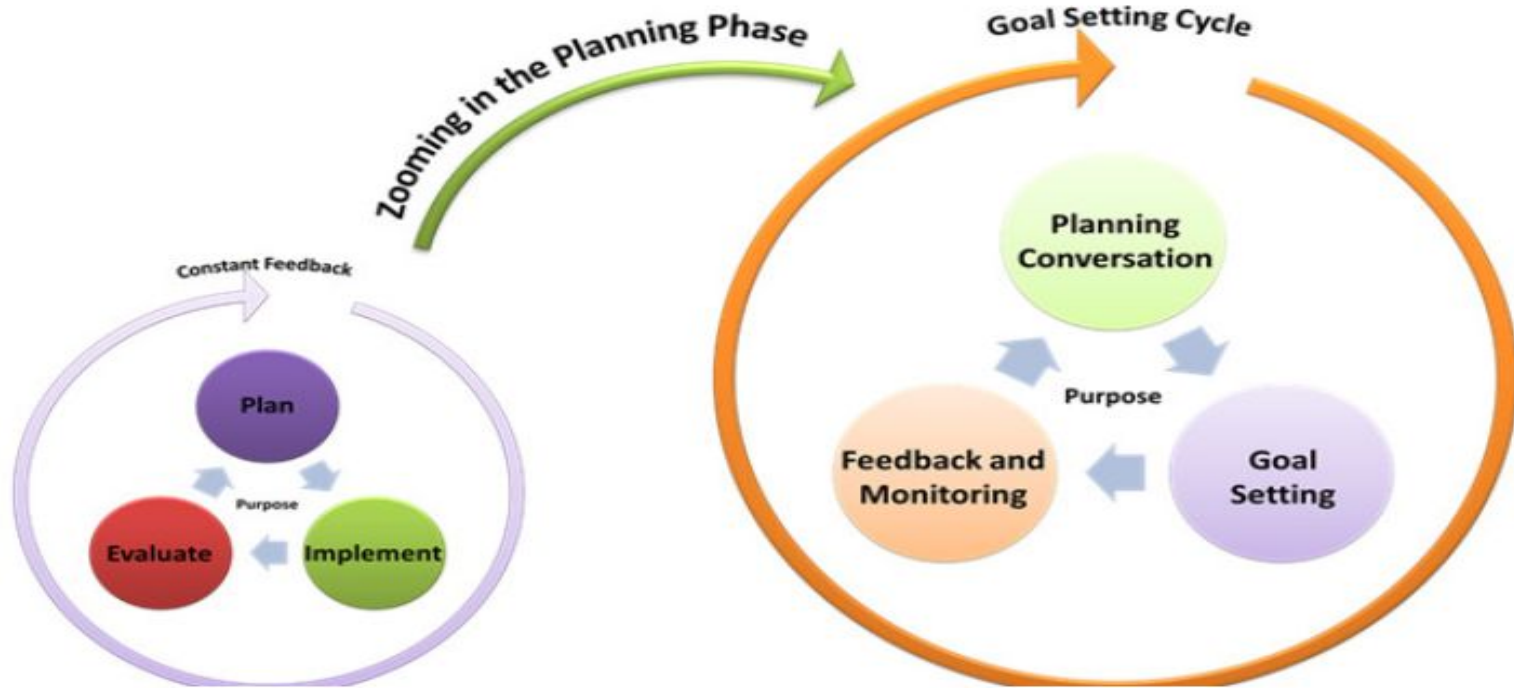 Zooming in the Planning Phase
Goal Setting Cycle
Constant Feedback
Plan
Purpose
Evaluate
Implement
Planning
Conversation
Purpose
Feedback and
Monitoring
Goal
Setting